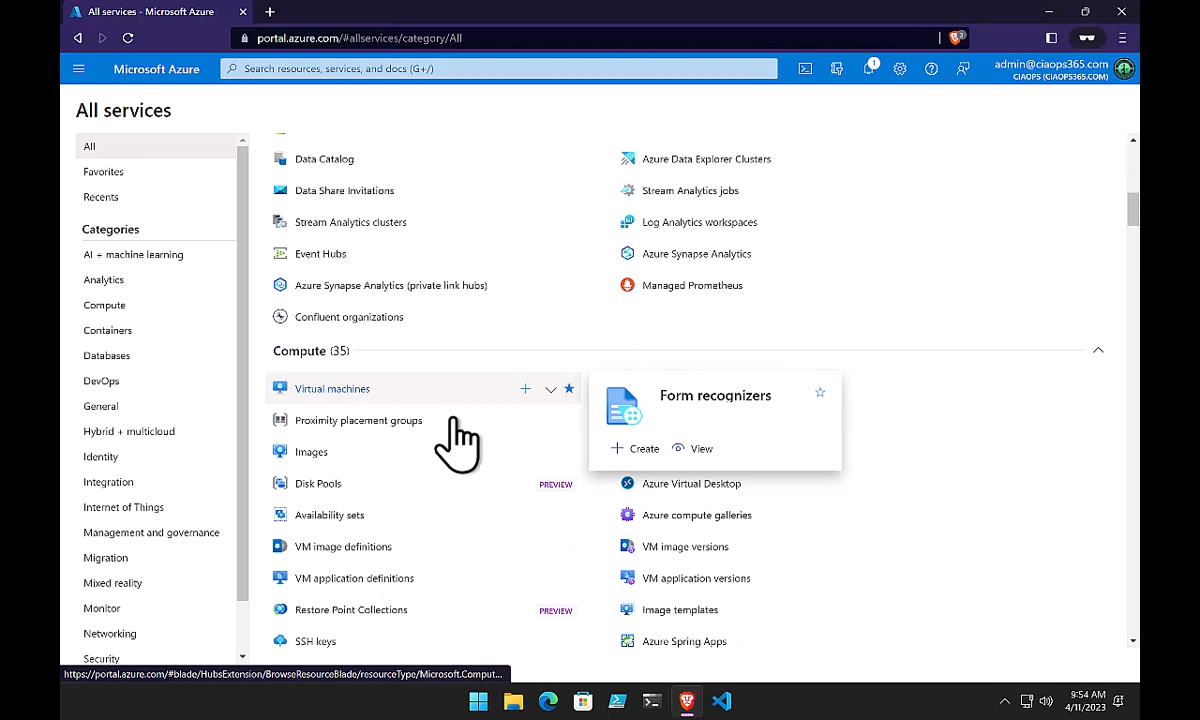 All services - Microsoft Azure
portal.azure.com/#allservices/category/All
Microsoft Azure
Search resources, services, and docs (G+/)
1
admin@ciaops365.com
CIAOPS (CIAOPS365.COM)
All services
All
Favorites
Recents
Categories
AI + machine learning
Analytics
Compute
Containers
Databases
DevOps
General
Hybrid + multicloud
Identity
Integration
Internet of Things
Management and governance
Migration
Mixed reality
Monitor
Networking
Security
Data Catalog
Azure Data Explorer Clusters
Data Share Invitations
Stream Analytics jobs
Stream Analytics clusters
Log Analytics workspaces
Event Hubs
Azure Synapse Analytics
Azure Synapse Analytics (private link hubs)
Managed Prometheus
Confluent organizations
Compute (35)
Virtual machines
Form recognizers
Create
View
Proximity placement groups
Images
Disk Pools
PREVIEW
Azure Virtual Desktop
Availability sets
Azure compute galleries
VM image definitions
VM image versions
VM application definitions
VM application versions
Restore Point Collections
PREVIEW
Image templates
SSH keys
Azure Spring Apps
https://portal.azure.com/#blade/HubsExtension/BrowseResourceBlade/resourceType/Microsoft.Comput...
9:54 AM
4/11/2023